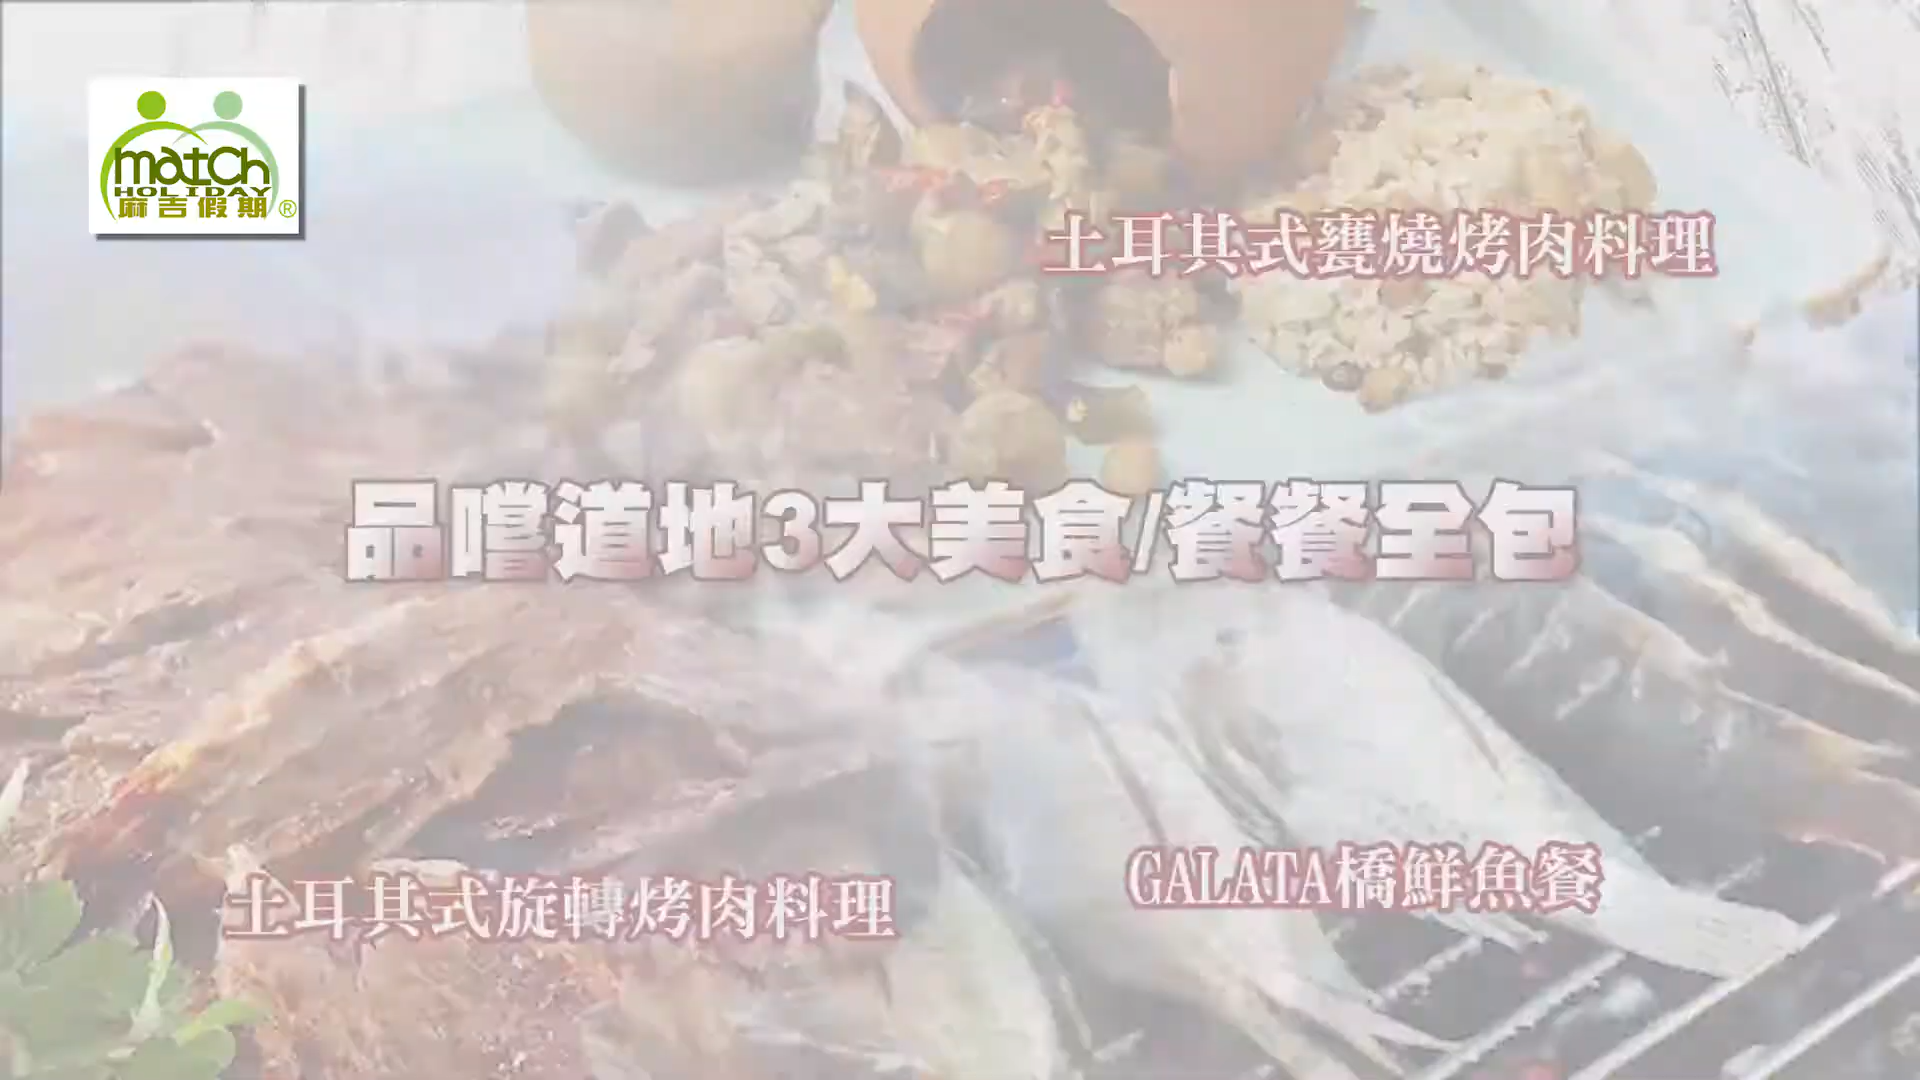 match
HOLIDAY
麻吉假期®
土耳其式甕燒烤肉料理
品嚐道地3大美食/餐餐全包
土耳其式旋轉烤肉料理
GALATA橋鮮魚餐